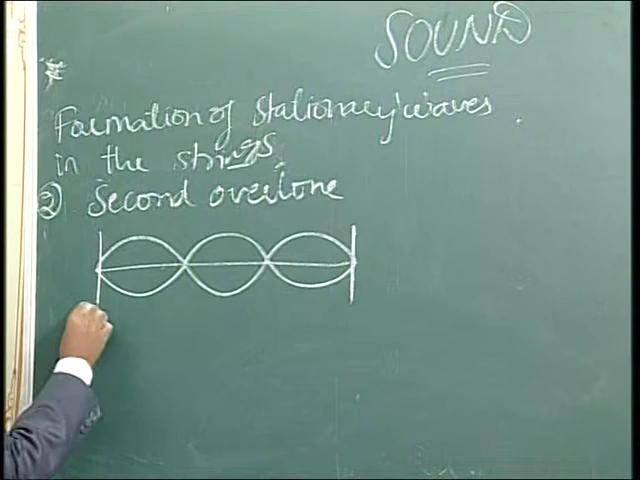 SOUND
Formation of Stationary waves
in the strings.
② Second overtone